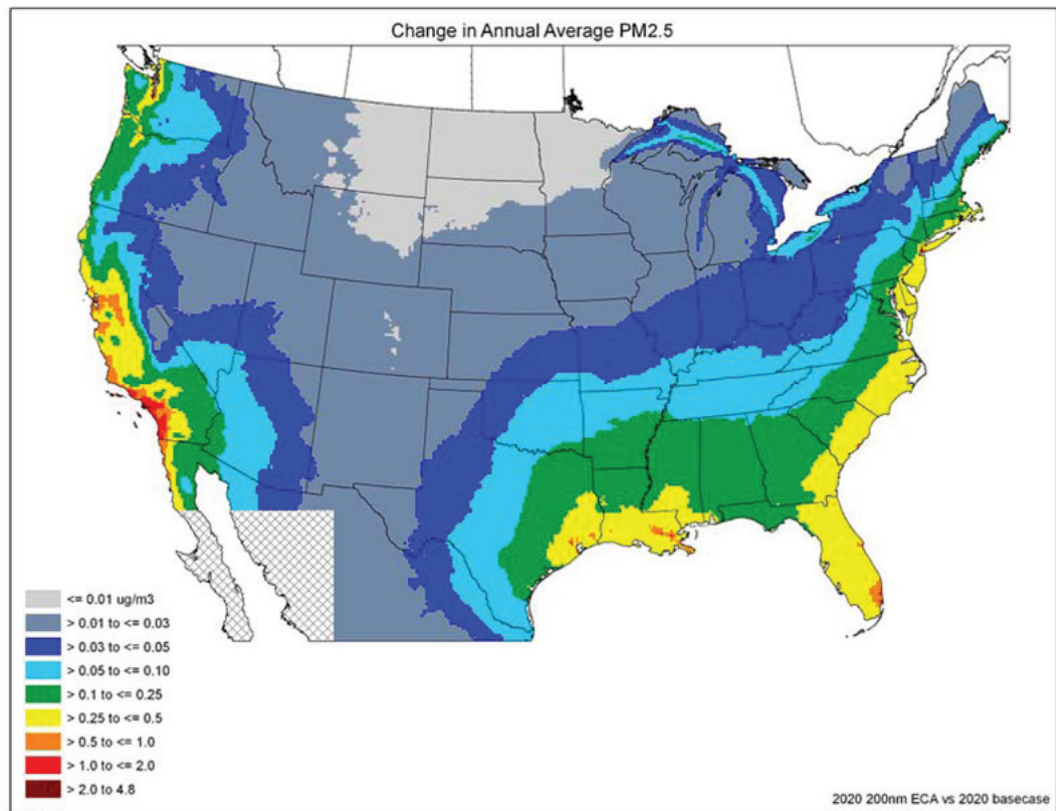 Change in Annual Average PM2.5
<= 0.01 ug/m3
> 0.01 to <= 0.03
> 0.03 to <= 0.05
> 0.05 to <= 0.10
> 0.1 to <= 0.25
> 0.25 to <= 0.5
> 0.5 to <= 1.0
> 1.0 to <= 2.0
> 2.0 to 4.8
2020 200nm ECA vs 2020 basecase